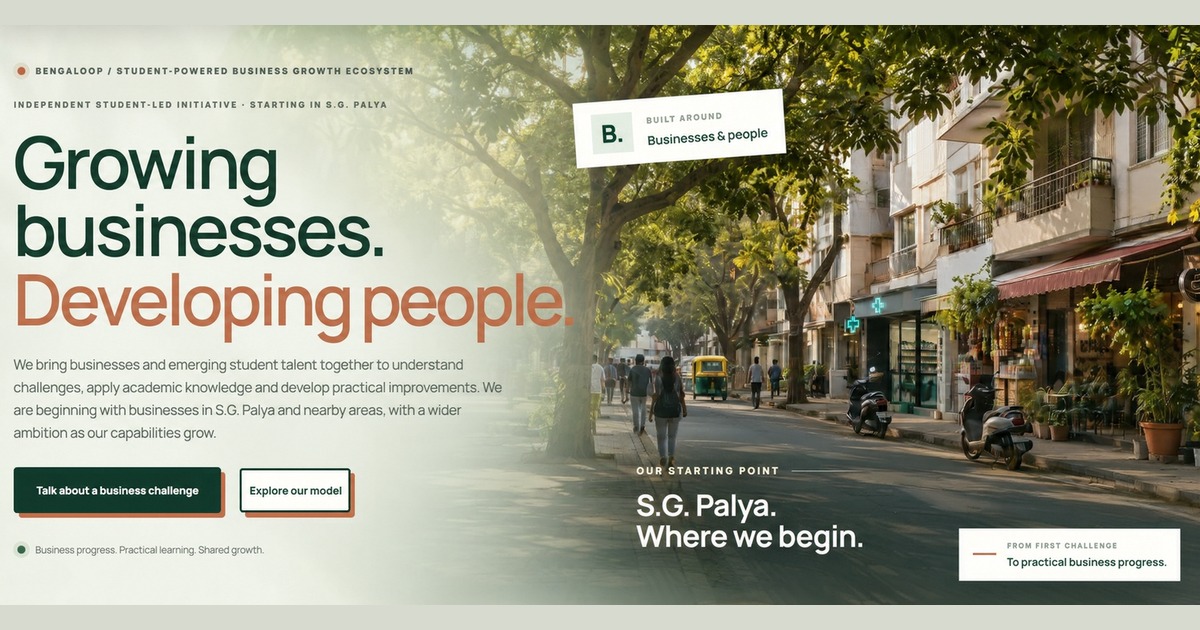 BENGALOOP / STUDENT-POWERED BUSINESS GROWTH ECOSYSTEM
INDEPENDENT STUDENT-LED INITIATIVE · STARTING IN S.G. PALYA
Growing
businesses.
Developing people.
We bring businesses and emerging student talent together to understand
challenges, apply academic knowledge and develop practical improvements. We
are beginning with businesses in S.G. Palya and nearby areas, with a wider
ambition as our capabilities grow.
Talk about a business challenge
Explore our model
Business progress. Practical learning. Shared growth.
B.
BUILT AROUND
Businesses & people
OUR STARTING POINT
S.G. Palya.
Where we begin.
FROM FIRST CHALLENGE
To practical business progress.